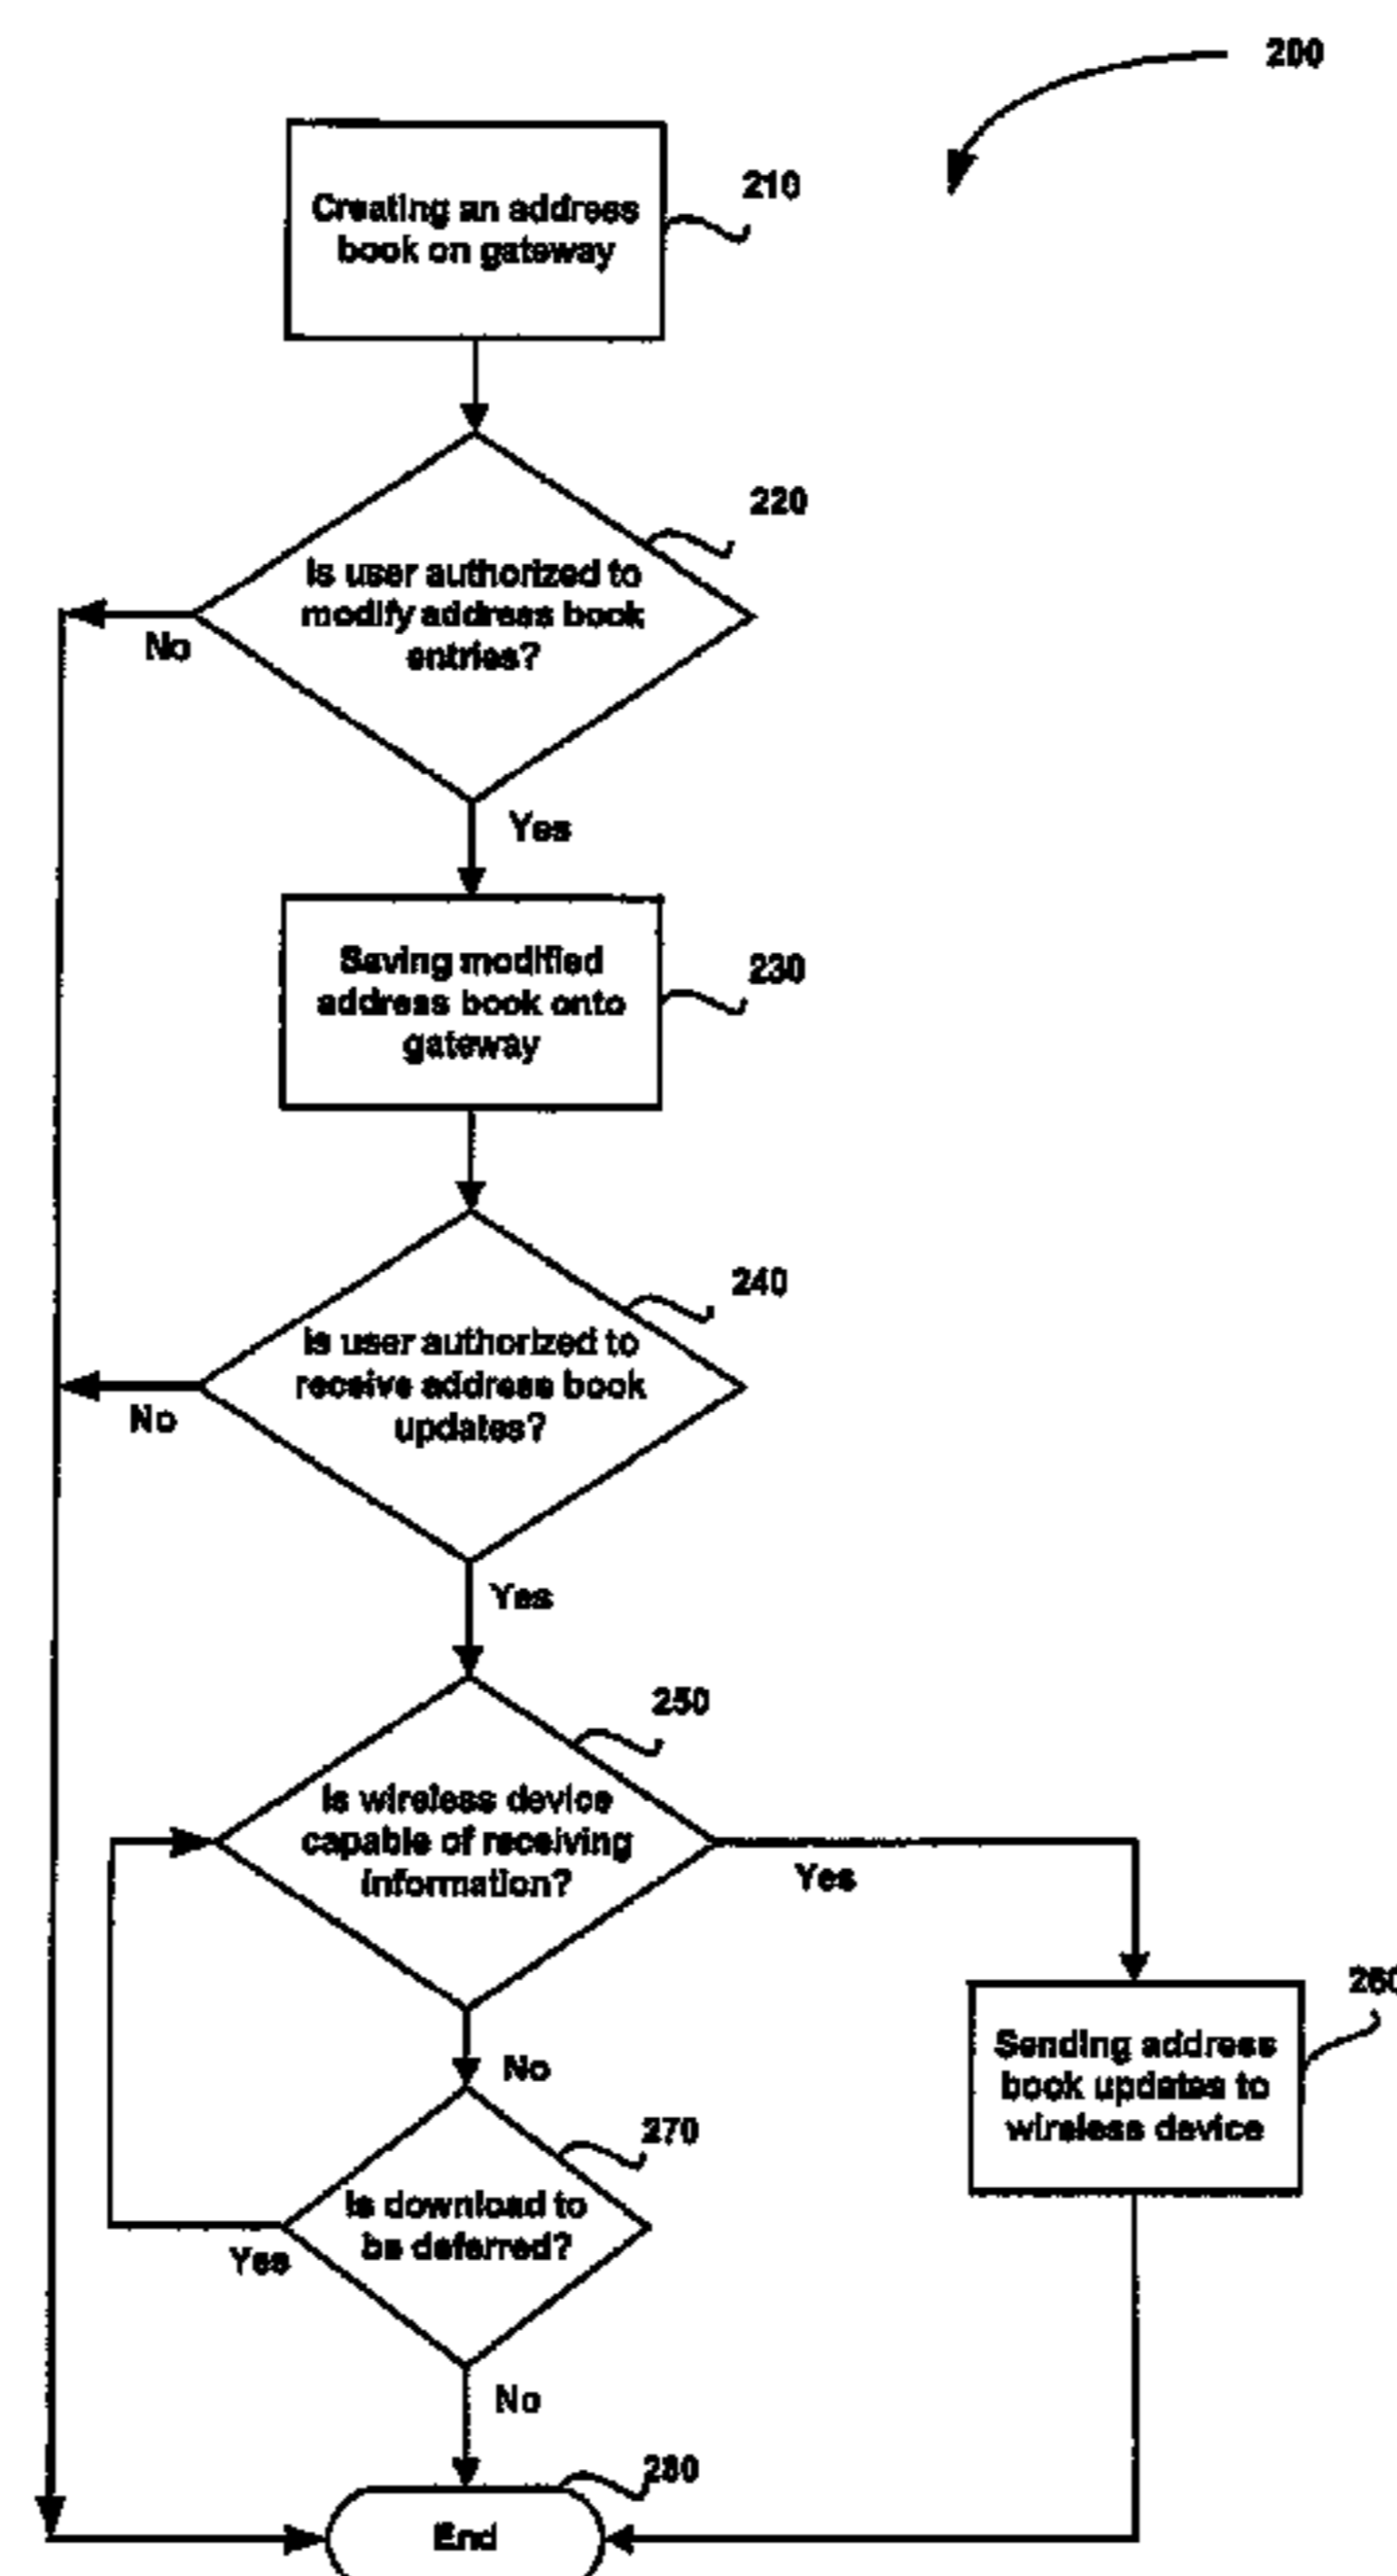 200
210
Creating an address
book on gateway
220
Is user authorized to
modify address book
entries?
No
Yes
230
Saving modified
address book onto
gateway
240
Is user authorized to
receive address book
updates?
No
Yes
250
Is wireless device
capable of receiving
information?
Yes
260
Sending address
book updates to
wireless device
No
270
Is download to
be deferred?
Yes
No
280
End